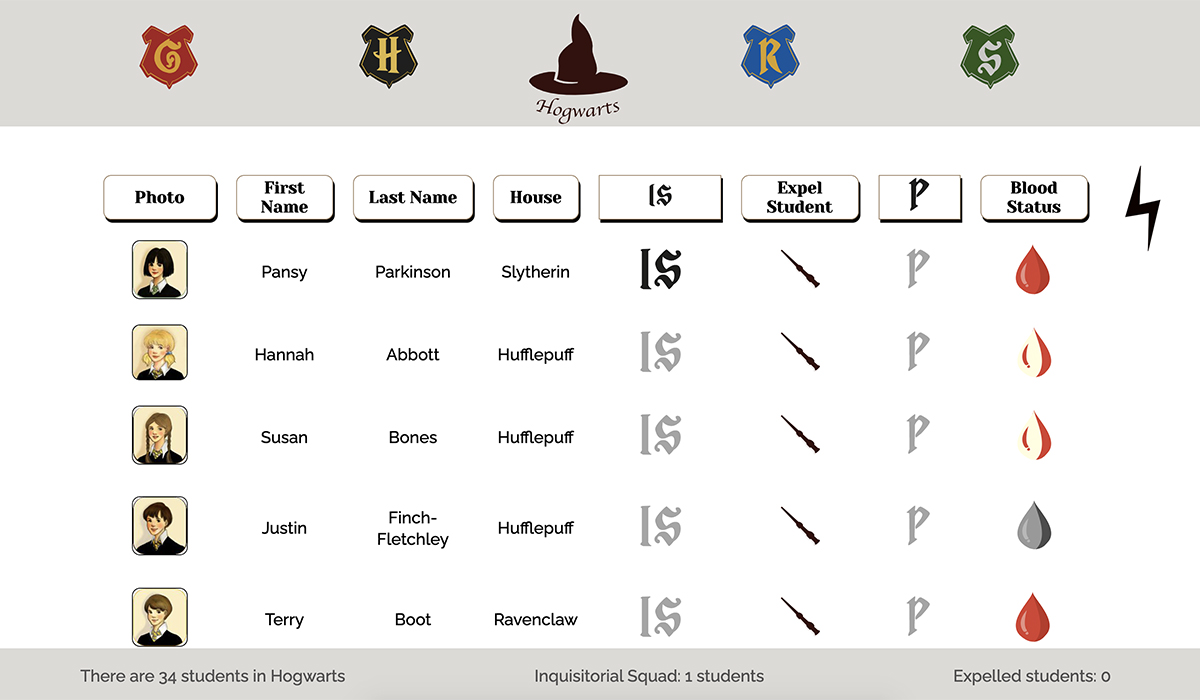 G H R S
Hogwarts
Photo First Name Last Name House IS Expel Student P Blood Status
Pansy Parkinson Slytherin IS P
Hannah Abbott Hufflepuff IS P
Susan Bones Hufflepuff IS P
Justin Finch-Fletchley Hufflepuff IS P
Terry Boot Ravenclaw IS P
There are 34 students in Hogwarts Inquisitorial Squad: 1 students Expelled students: 0